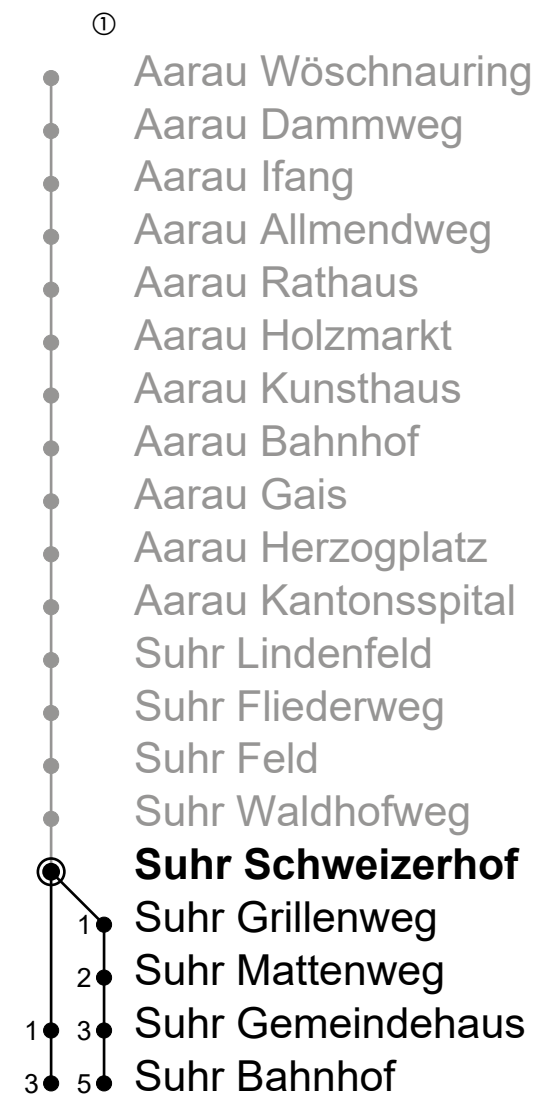 ①
Aarau Wöschnauring
Aarau Dammweg
Aarau Ifang
Aarau Allmendweg
Aarau Rathaus
Aarau Holzmarkt
Aarau Kunsthaus
Aarau Bahnhof
Aarau Gais
Aarau Herzogplatz
Aarau Kantonsspital
Suhr Lindenfeld
Suhr Fliederweg
Suhr Feld
Suhr Waldhofweg
Suhr Schweizerhof
1 Suhr Grillenweg
2 Suhr Mattenweg
1 3 Suhr Gemeindehaus
3 5 Suhr Bahnhof